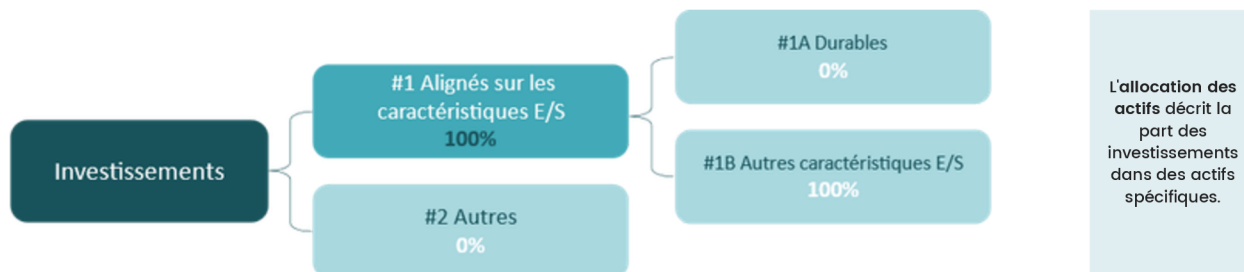 Investissements
#1 Alignés sur les
caractéristiques E/S
100%
#2 Autres
0%
#1A Durables
0%
#1B Autres caractéristiques E/S
100%
L'allocation des
actifs décrit la
part des
investissements
dans des actifs
spécifiques.